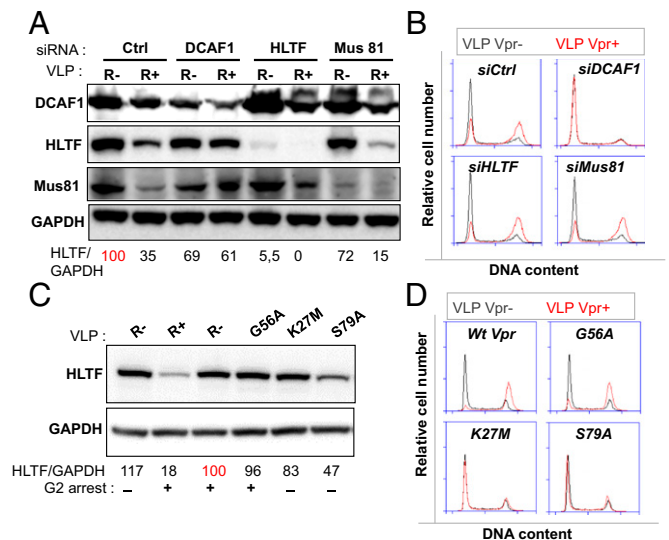 A
siRNA : Ctrl DCAF1 HLTF Mus 81
VLP : R- R+ R- R+ R- R+ R- R+
DCAF1
HLTF
Mus81
GAPDH
HLTF/ GAPDH 100 35 69 61 5,5 0 72 15
B
VLP Vpr- VLP Vpr+
siCtrl siDCAF1
siHLTF siMus81
Relative cell number
DNA content
C
VLP : R- R+ R- G56A K27M S79A
HLTF
GAPDH
HLTF/GAPDH 117 18 100 96 83 47
G2 arrest : – + + + – –
D
VLP Vpr- VLP Vpr+
Wt Vpr G56A
K27M S79A
Relative cell number
DNA content